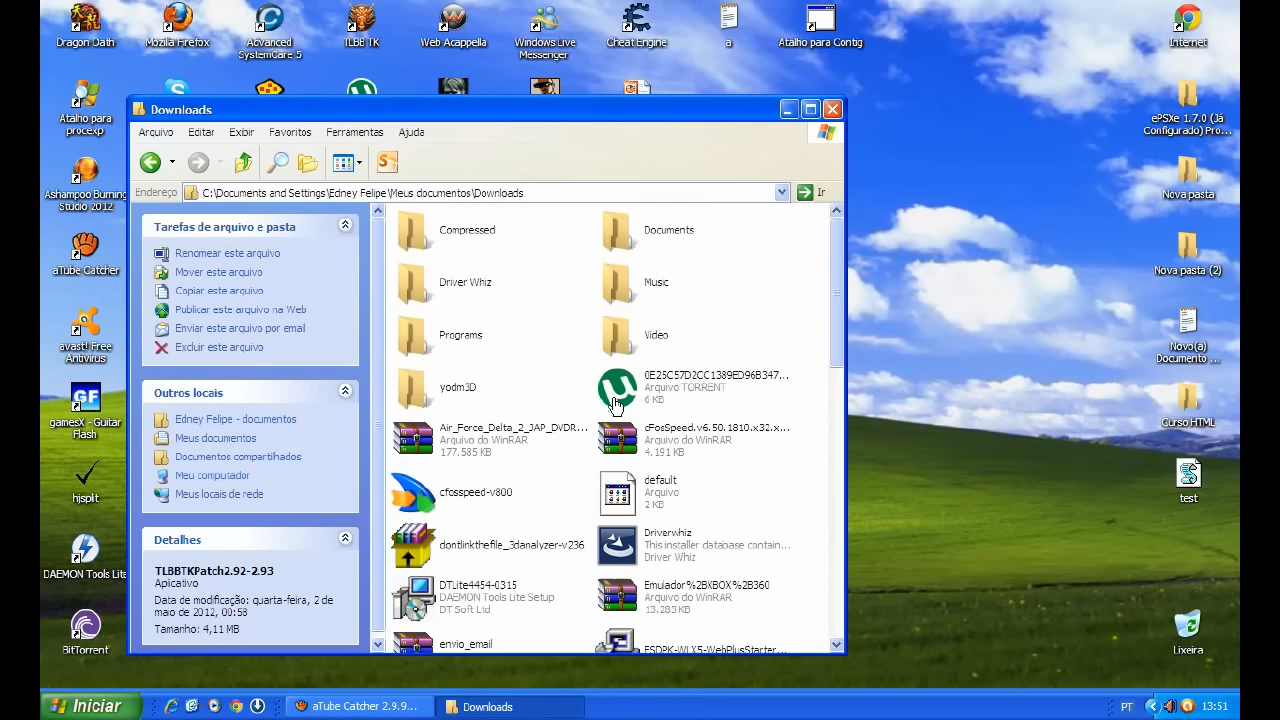 Dragon Oath
Mozilla Firefox
Advanced
SystemCare 5
TLBB TK
Web Acappella
Windows Live
Messenger
Cheat Engine
a
Atalho para Contig
Internet
Atalho para
procexp
Ashampoo Burning
Studio 2012
aTube Catcher
avast! Free
Antivirus
GF
gamesX - Guitar
Flash
hjsplit
DAEMON Tools Lite
BitTorrent
Downloads
Arquivo
Editar
Exibir
Favoritos
Ferramentas
Ajuda
Endereço
C:\Documents and Settings\Edney Felipe\Meus documentos\Downloads
Ir
Tarefas de arquivo e pasta
Renomear este arquivo
Mover este arquivo
Copiar este arquivo
Publicar este arquivo na Web
Enviar este arquivo por email
Excluir este arquivo
Outros locais
Edney Felipe - documentos
Meus documentos
Documentos compartilhados
Meu computador
Meus locais de rede
Detalhes
TLBBTKPatch2.92-2.93
Aplicativo
Data de modificação: quarta-feira, 2 de
maio de 2012, 00:58
Tamanho: 4,11 MB
Compressed
Documents
Driver Whiz
Music
Programs
Video
yodm3D
0E25C57D2CC1389ED96B347...
Arquivo TORRENT
6 KB
Air_Force_Delta_2_JAP_DVDR...
Arquivo do WinRAR
177.585 KB
cFosSpeed.v6.50.1810.x32.x...
Arquivo do WinRAR
4.191 KB
cfosspeed-v800
default
Arquivo
2 KB
dontlinkthefile_3danalyzer-v236
Driverwhiz
This installer database contain...
Driver Whiz
DTLite4454-0315
DAEMON Tools Lite Setup
DT Soft Ltd
Emulador%2BXBOX%2B360
Arquivo do WinRAR
13.283 KB
envio_email
ESDPK-WLX5-WebPlusStarter...
ePSXe 1.7.0 (Já
Configurado) Pro...
Nova pasta
Nova pasta (2)
Novo(a)
Documento ...
Curso HTML
test
Lixeira
Iniciar
aTube Catcher 2.9.9...
Downloads
PT
13:51